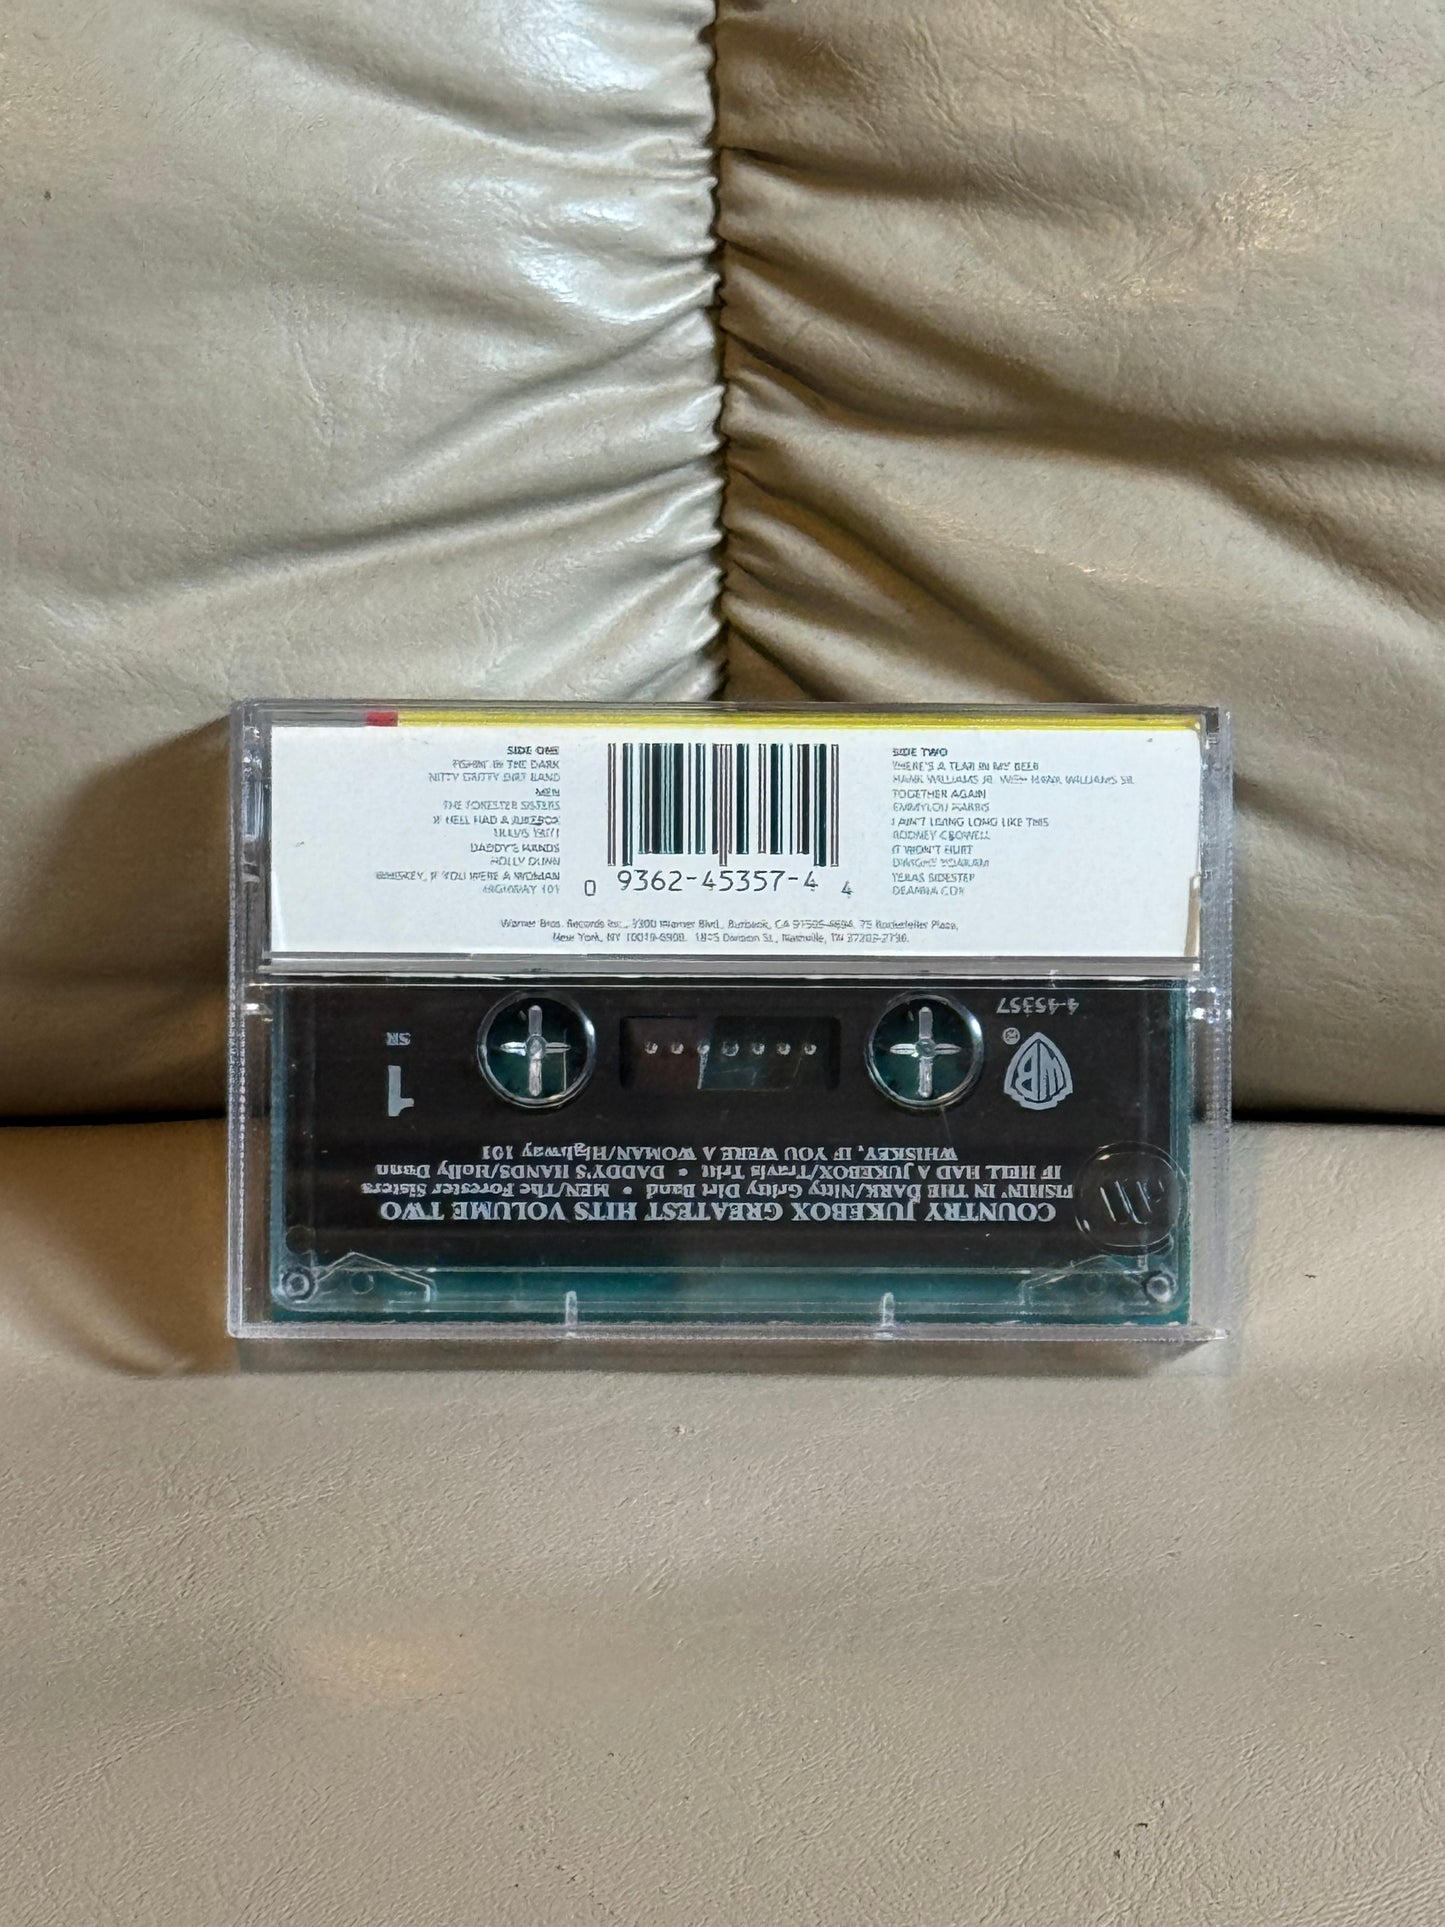 SIDE ONE
FISHIN' IN THE DARK
NITTY GRITTY DIRT BAND
MEN
THE FORESTER SISTERS
IF HELL HAD A JUKEBOX
TRAVIS TRITT
DADDY'S HANDS
HOLLY DUNN
WHISKEY, IF YOU WERE A WOMAN
HIGHWAY 101
0 9362-45357-4 4
SIDE TWO
THERE'S A TEAR IN MY BEER
HANK WILLIAMS JR. WITH HANK WILLIAMS SR.
TOGETHER AGAIN
EMMYLOU HARRIS
I AIN'T LIVING LONG LIKE THIS
RODNEY CROWELL
IT WON'T HURT
DWIGHT YOAKAM
TEXAS SIDESTEP
DEANNA COX
Warner Bros. Records Inc., 3300 Warner Blvd., Burbank, CA 91505-4694. 75 Rockefeller Plaza,
New York, NY 10019-6908. 1815 Division St., Nashville, TN
COUNTRY JUKEBOX GREATEST HITS VOLUME TWO
FISHIN' IN THE DARK/Nitty Gritty Dirt Band • MEN/The Forester Sisters
IF HELL HAD A JUKEBOX/Travis Tritt • DADDY'S HANDS/Holly Dunn
WHISKEY, IF YOU WERE A WOMAN/Highway 101
WB ®
1
SR
4-45357